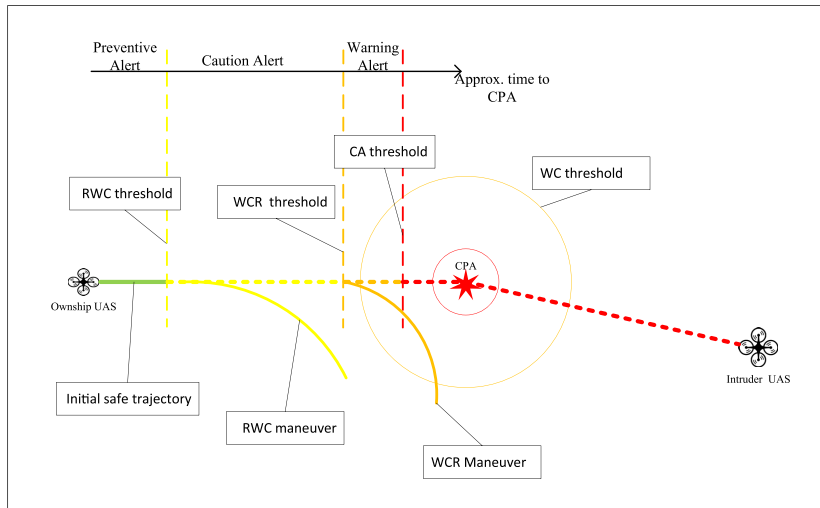 Preventive
Alert
Caution Alert
Warning
Alert
Approx. time to
CPA
CA threshold
WC threshold
RWC threshold
WCR  threshold
CPA
Ownship UAS
Intruder  UAS
Initial safe trajectory
RWC maneuver
WCR Maneuver